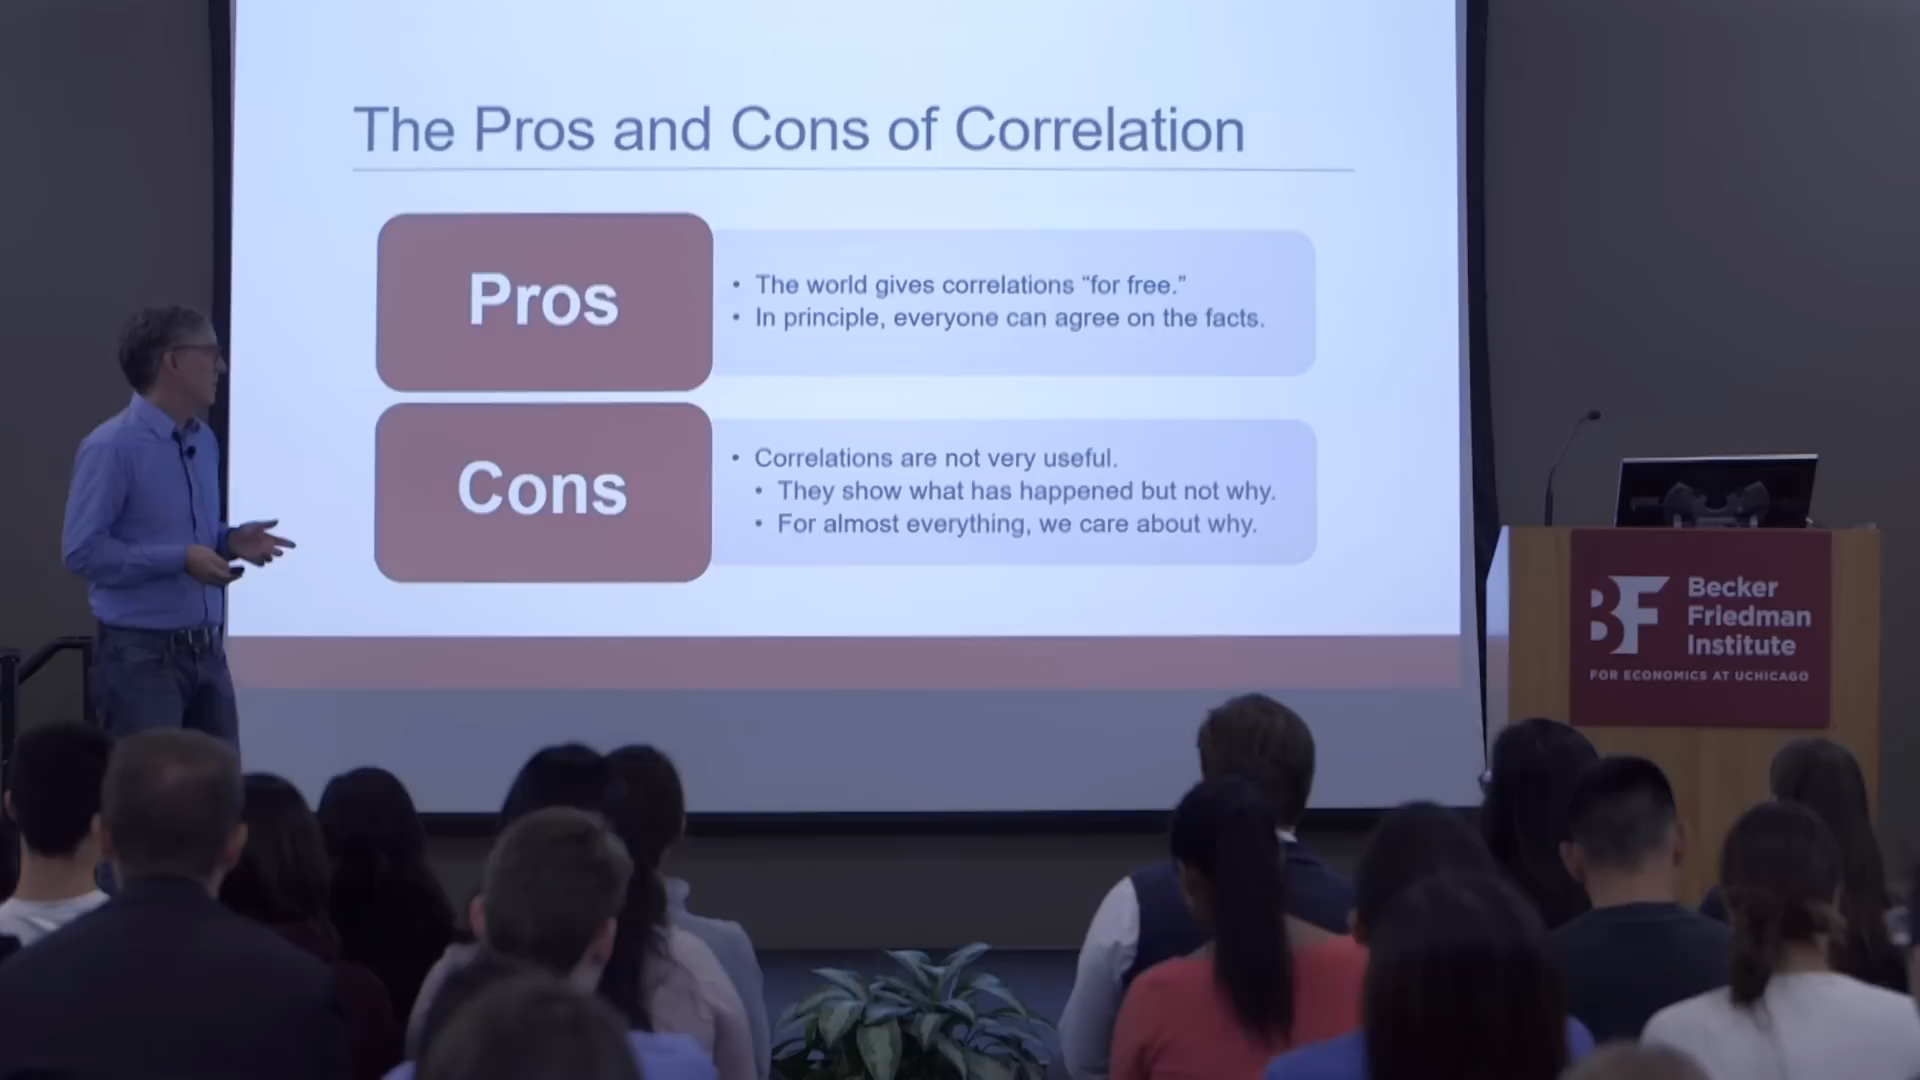 The Pros and Cons of Correlation
Pros
• The world gives correlations “for free.”
• In principle, everyone can agree on the facts.
Cons
• Correlations are not very useful.
• They show what has happened but not why.
• For almost everything, we care about why.
BF
Becker
Friedman
Institute
FOR ECONOMICS AT UCHICAGO